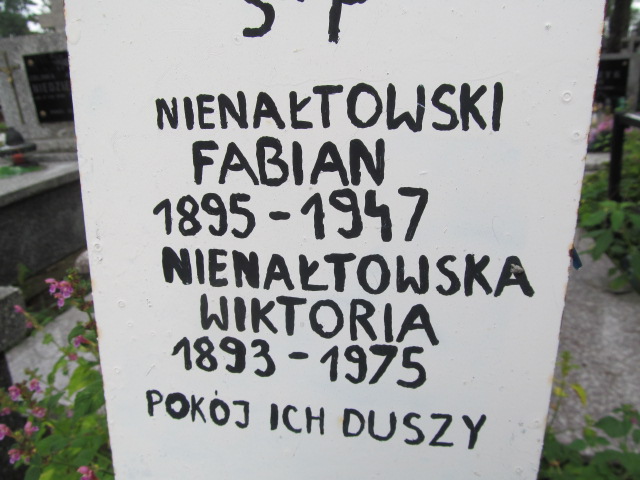 Ś P
NIENAŁTOWSKI
FABIAN
1895-1947
NIENAŁTOWSKA
WIKTORIA
1893-1975
POKÓJ ICH DUSZY